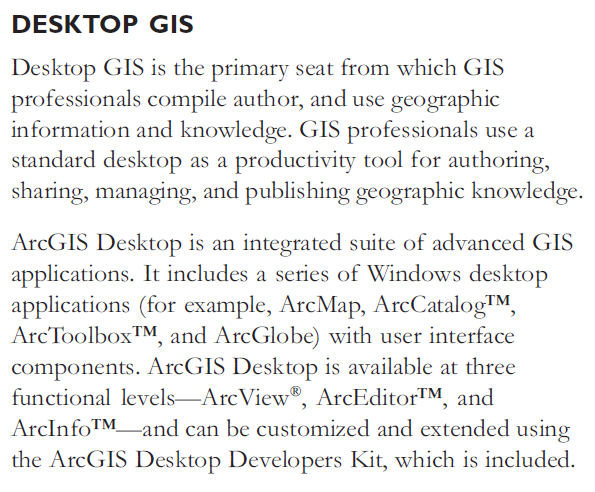 DESKTOP GIS
Desktop GIS is the primary seat from which GIS
professionals compile author, and use geographic
information and knowledge. GIS professionals use a
standard desktop as a productivity tool for authoring,
sharing, managing, and publishing geographic knowledge.
ArcGIS Desktop is an integrated suite of advanced GIS
applications. It includes a series of Windows desktop
applications (for example, ArcMap, ArcCatalog™,
ArcToolbox™, and ArcGlobe) with user interface
components. ArcGIS Desktop is available at three
functional levels—ArcView®, ArcEditor™, and
ArcInfo™—and can be customized and extended using
the ArcGIS Desktop Developers Kit, which is included.